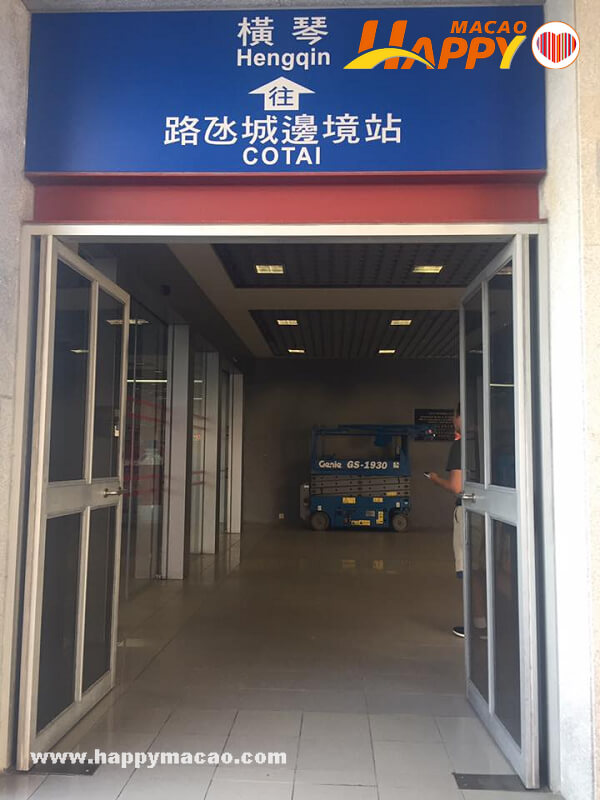 橫琴
Hengqin
往
路氹城邊境站
COTAI
MACAO
HAPPY
Genie GS-1930
www.happymacao.com